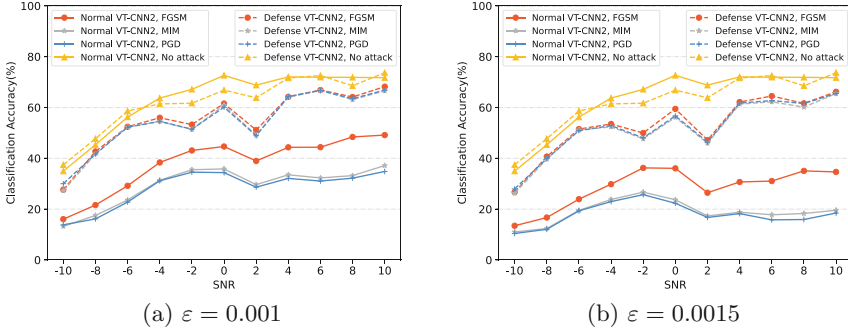 Normal VT-CNN2, FGSM
Normal VT-CNN2, MIM
Normal VT-CNN2, PGD
Normal VT-CNN2, No attack
Defense VT-CNN2, FGSM
Defense VT-CNN2, MIM
Defense VT-CNN2, PGD
Defense VT-CNN2, No attack
Classification Accuracy(%)
100
80
60
40
20
0
-10 -8 -6 -4 -2 0 2 4 6 8 10
SNR
(a) ε = 0.001
Normal VT-CNN2, FGSM
Normal VT-CNN2, MIM
Normal VT-CNN2, PGD
Normal VT-CNN2, No attack
Defense VT-CNN2, FGSM
Defense VT-CNN2, MIM
Defense VT-CNN2, PGD
Defense VT-CNN2, No attack
Classification Accuracy(%)
100
80
60
40
20
0
-10 -8 -6 -4 -2 0 2 4 6 8 10
SNR
(b) ε = 0.0015